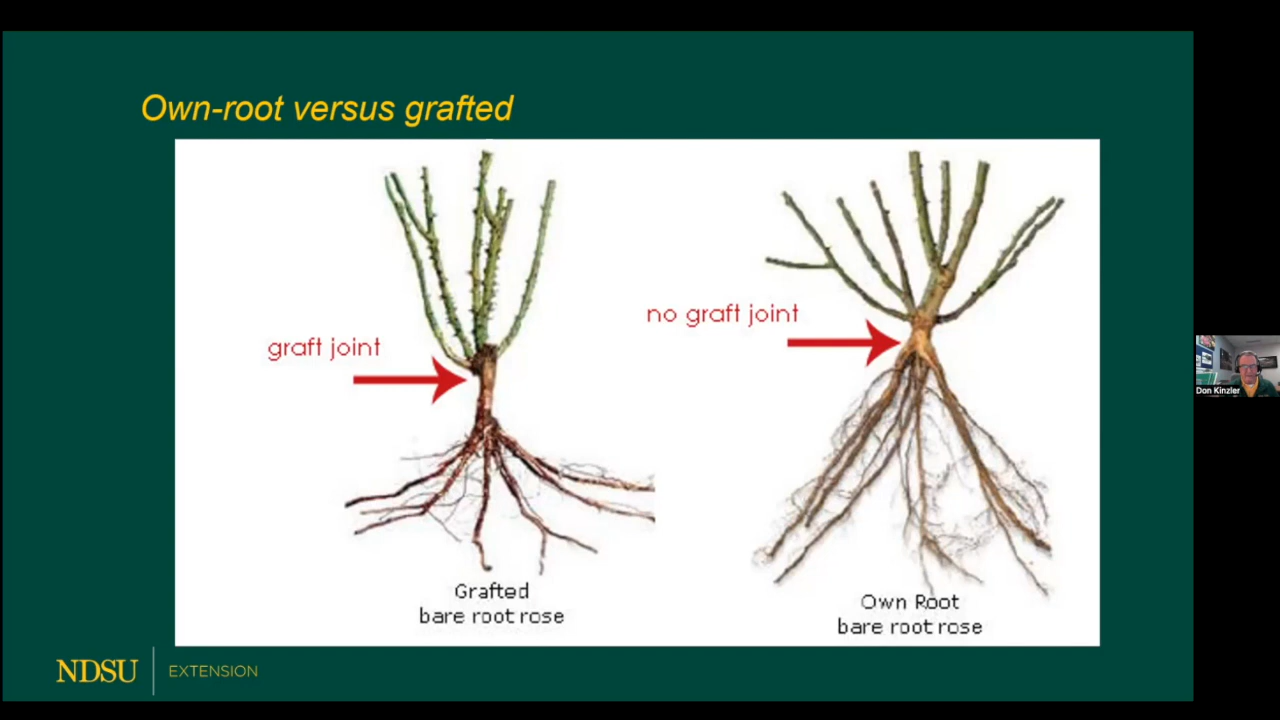 Own-root versus grafted
graft joint
no graft joint
Grafted
bare root rose
Own Root
bare root rose
NDSU
EXTENSION
Don Kinzler